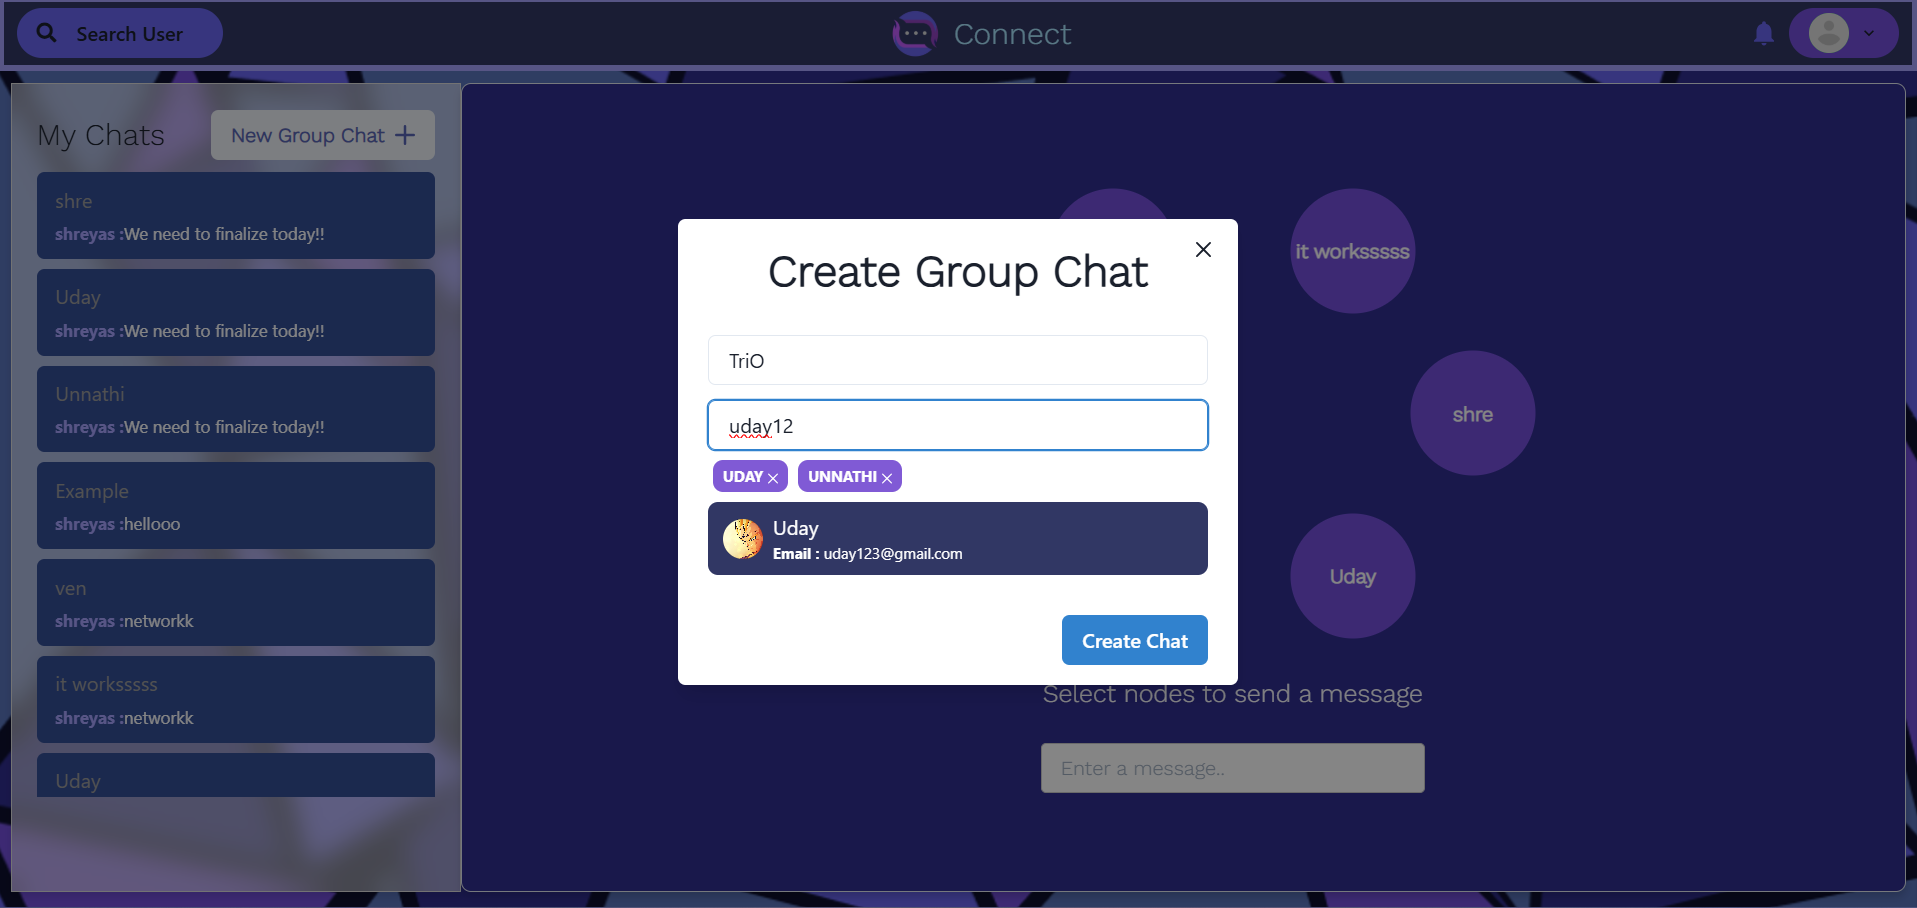 Search User
Connect
My Chats
New Group Chat
shre
shreyas :We need to finalize today!!
Uday
shreyas :We need to finalize today!!
Unnathi
shreyas :We need to finalize today!!
Example
shreyas :hellooo
ven
shreyas :networkk
it worksssss
shreyas :networkk
Uday
Create Group Chat
TriO
uday12
UDAY
UNNATHI
Uday
Email : uday123@gmail.com
Create Chat
it worksssss
shre
Uday
Select nodes to send a message
Enter a message..